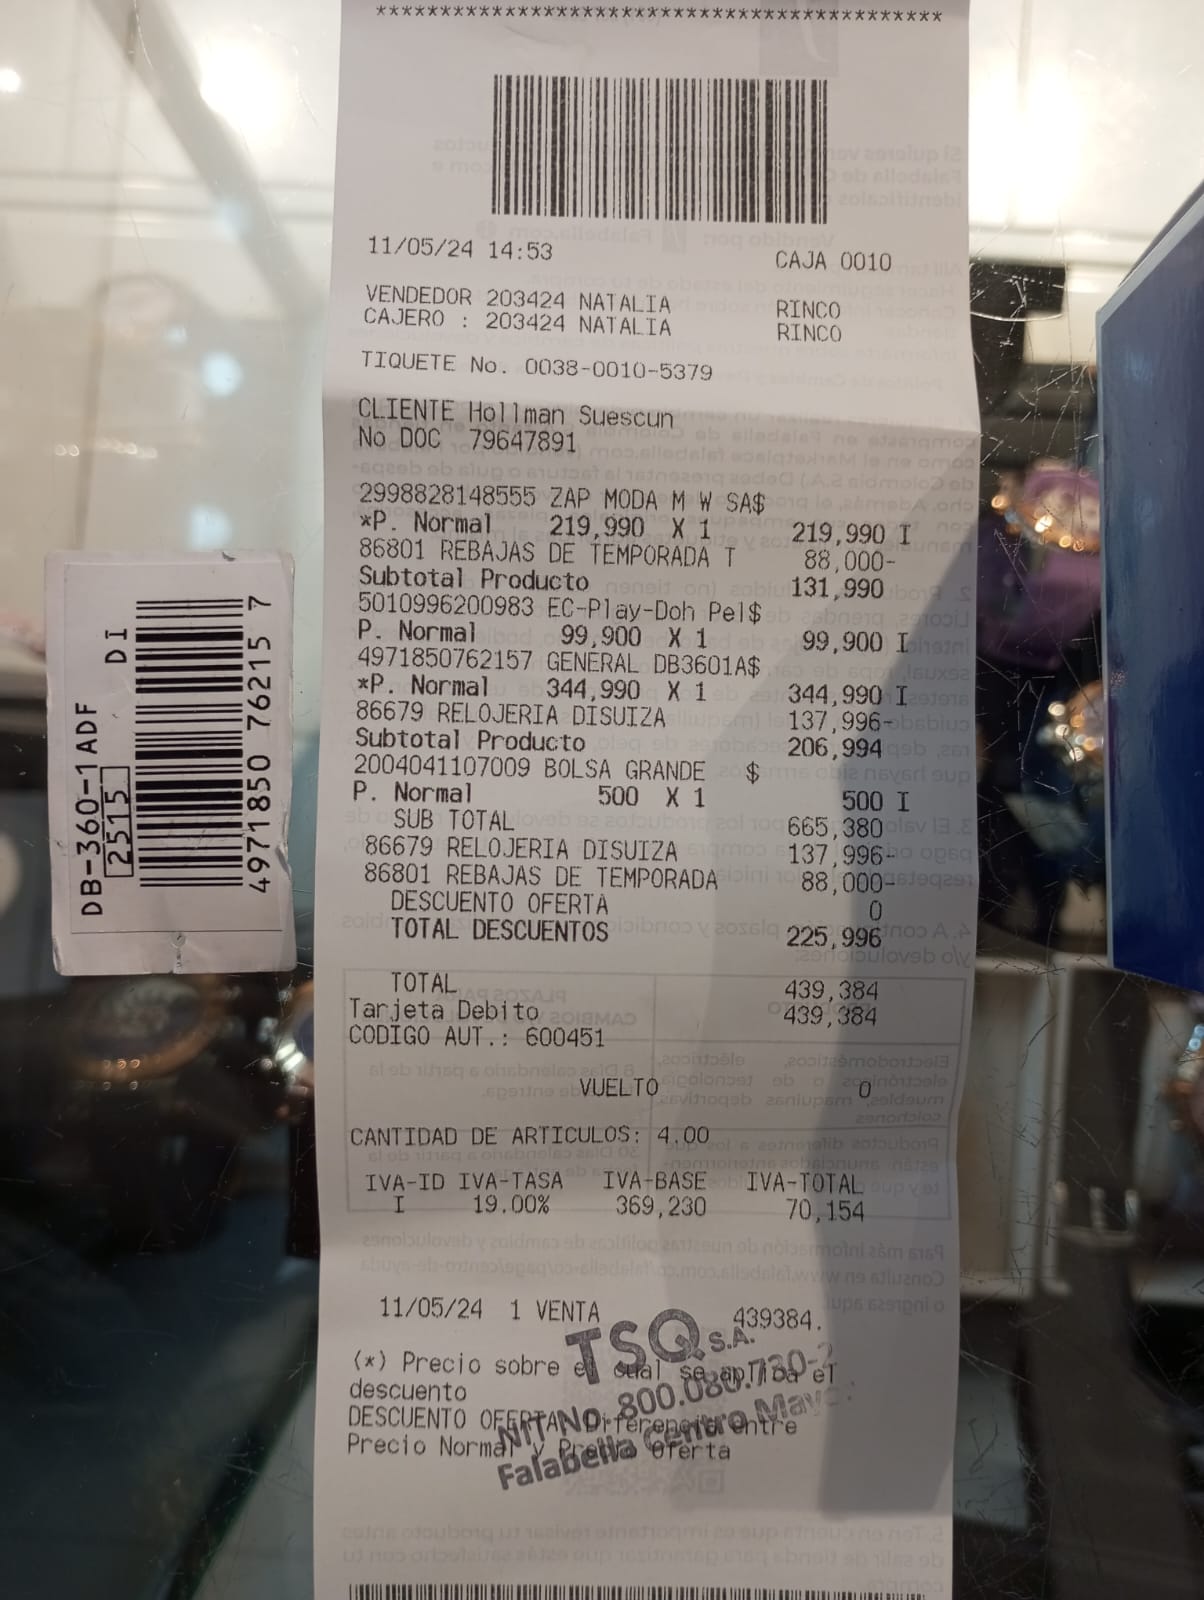 ******************************************
11/05/24 14:53 CAJA 0010
VENDEDOR 203424 NATALIA RINCO
CAJERO : 203424 NATALIA RINCO
TIQUETE No. 0038-0010-5379
CLIENTE Hollman Suescun
No DOC 79647891
2998828148555 ZAP MODA M W SA$
*P. Normal 219,990 X 1 219,990 I
86801 REBAJAS DE TEMPORADA T 88,000-
Subtotal Producto 131,990
5010996200983 EC-Play-Doh Pel$
P. Normal 99,900 X 1 99,900 I
4971850762157 GENERAL DB3601A$
*P. Normal 344,990 X 1 344,990 I
86679 RELOJERIA DISUIZA 137,996-
Subtotal Producto 206,994
2004041107009 BOLSA GRANDE $
P. Normal 500 X 1 500 I
SUB TOTAL 665,380
86679 RELOJERIA DISUIZA 137,996-
86801 REBAJAS DE TEMPORADA 88,000-
DESCUENTO OFERTA 0
TOTAL DESCUENTOS 225,996
TOTAL 439,384
Tarjeta Debito 439,384
CODIGO AUT.: 600451
VUELTO 0
CANTIDAD DE ARTICULOS: 4.00
IVA-ID IVA-TASA IVA-BASE IVA-TOTAL
I 19.00% 369,230 70,154
11/05/24 1 VENTA 439384.
(*) Precio sobre el cual se aplica el
descuento
DESCUENTO OFERTA: Diferencia entre
Precio Normal y Precio Oferta
TSQ S.A.
NIT No. 800.080.730-2
Falabella Centro Mayor
DB-360-1ADF DI
2515
4971850 76215 7